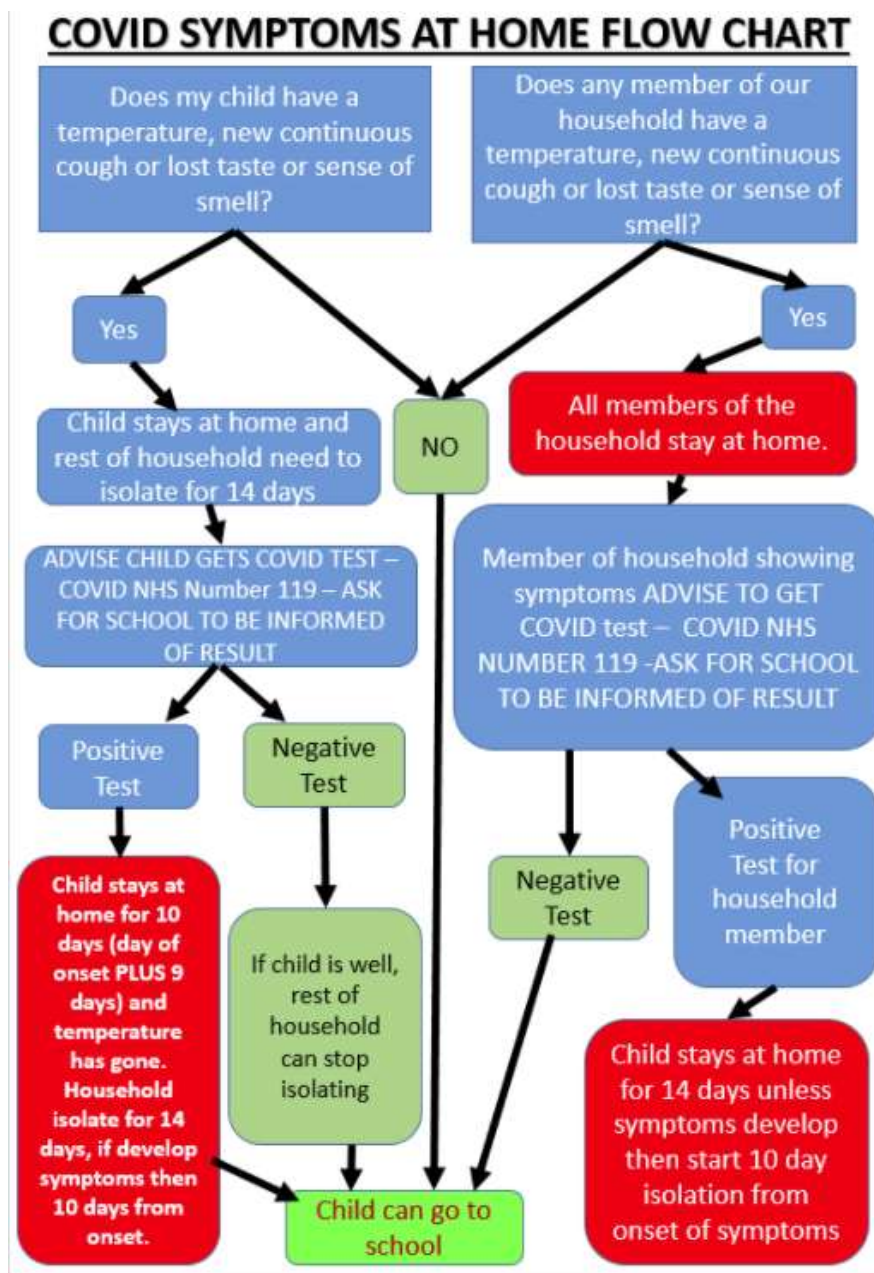 COVID SYMPTOMS AT HOME FLOW CHART
Does my child have a
temperature, new continuous
cough or lost taste or sense of
smell?
Does any member of our
household have a
temperature, new continuous
cough or lost taste or sense of
smell?
Yes
Yes
NO
Child stays at home and
rest of household need to
isolate for 14 days
All members of the
household stay at home.
ADVISE CHILD GETS COVID TEST –
COVID NHS Number 119 – ASK
FOR SCHOOL TO BE INFORMED
OF RESULT
Member of household showing
symptoms ADVISE TO GET
COVID test – COVID NHS
NUMBER 119 -ASK FOR SCHOOL
TO BE INFORMED OF RESULT
Positive
Test
Negative
Test
Negative
Test
Positive
Test for
household
member
Child stays at
home for 10
days (day of
onset PLUS 9
days) and
temperature
has gone.
Household
isolate for 14
days, if develop
symptoms then
10 days from
onset.
If child is well,
rest of
household
can stop
isolating
Child stays at home
for 14 days unless
symptoms develop
then start 10 day
isolation from
onset of symptoms
Child can go to
school